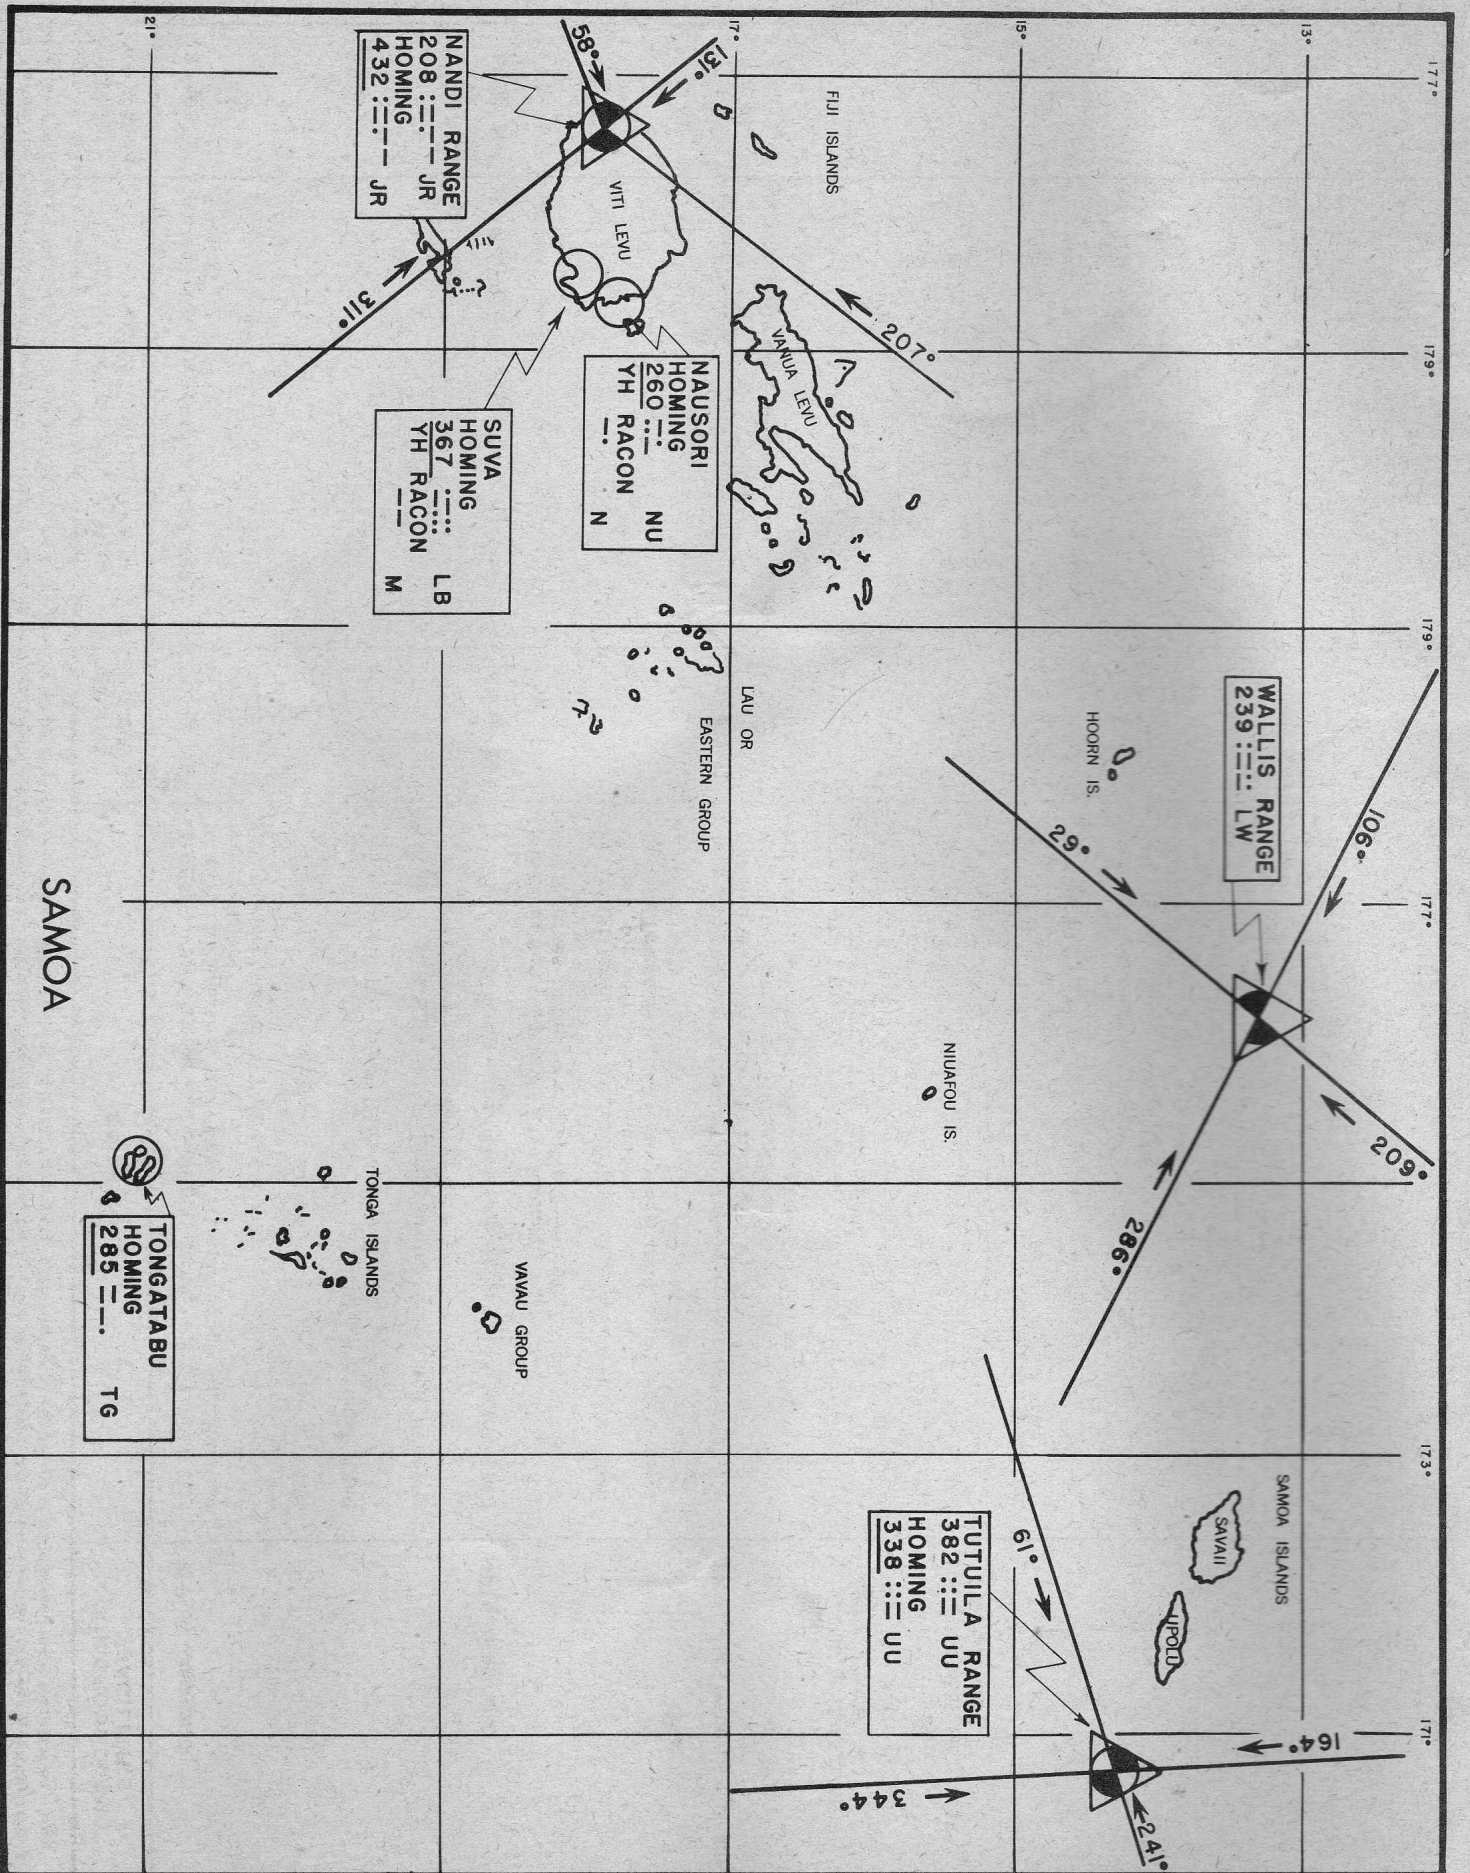 177°
179°
179°
177°
173°
171°
13°
15°
17°
21°
WALLIS RANGE
239 :=:: LW
106°
209°
29°
286°
HOORN IS.
NIUAFOU IS.
SAMOA ISLANDS
SAVAII
UPOLU
TUTUILA RANGE
382 :::= UU
HOMING
338 :::= UU
61°
164°
344°
241°
FIJI ISLANDS
VANUA LEVU
207°
131°
58°
VITI LEVU
311°
NANDI RANGE
208 :=:–– JR
HOMING
432 :=:–– JR
NAUSORI
HOMING
260 –:·– NU
YH RACON –· N
SUVA
HOMING
367 ·–··–··· LB
YH RACON –– M
LAU OR
EASTERN GROUP
VAVAU GROUP
TONGA ISLANDS
TONGATABU
HOMING
285 =–· TG
SAMOA